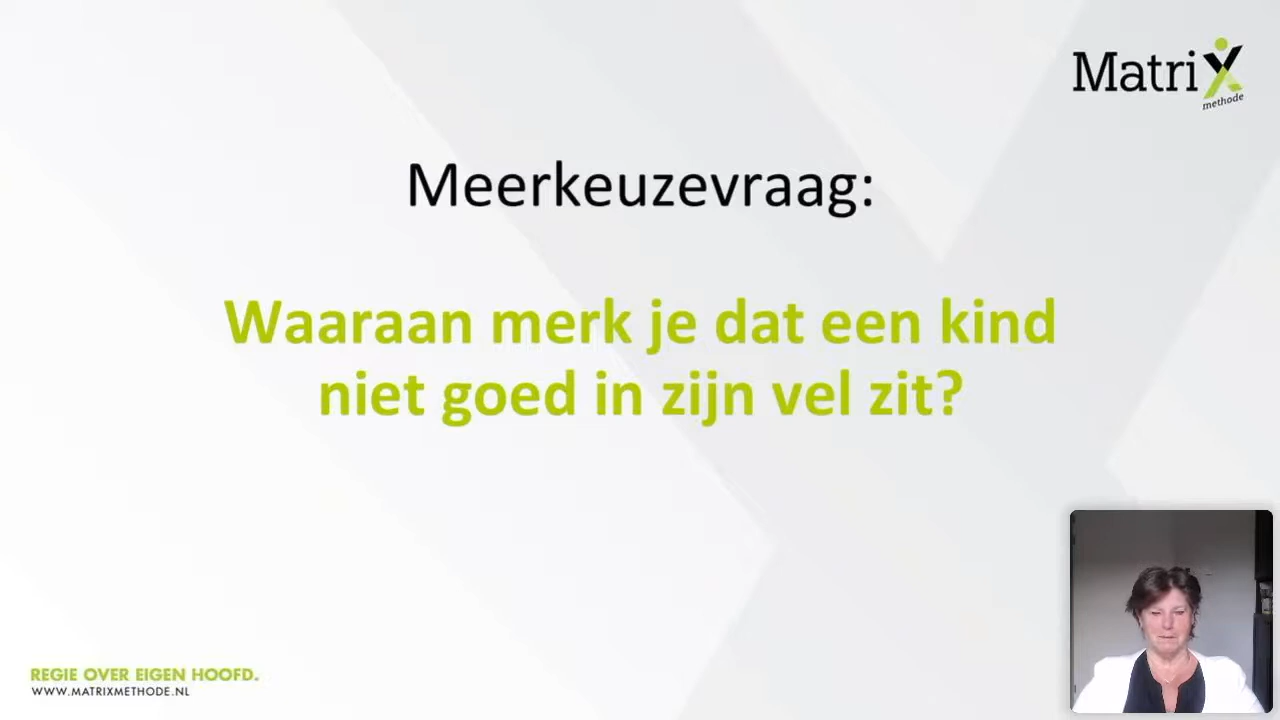 MatriX
methode
Meerkeuzevraag:
Waaraan merk je dat een kind
niet goed in zijn vel zit?
REGIE OVER EIGEN HOOFD.
WWW.MATRIXMETHODE.NL